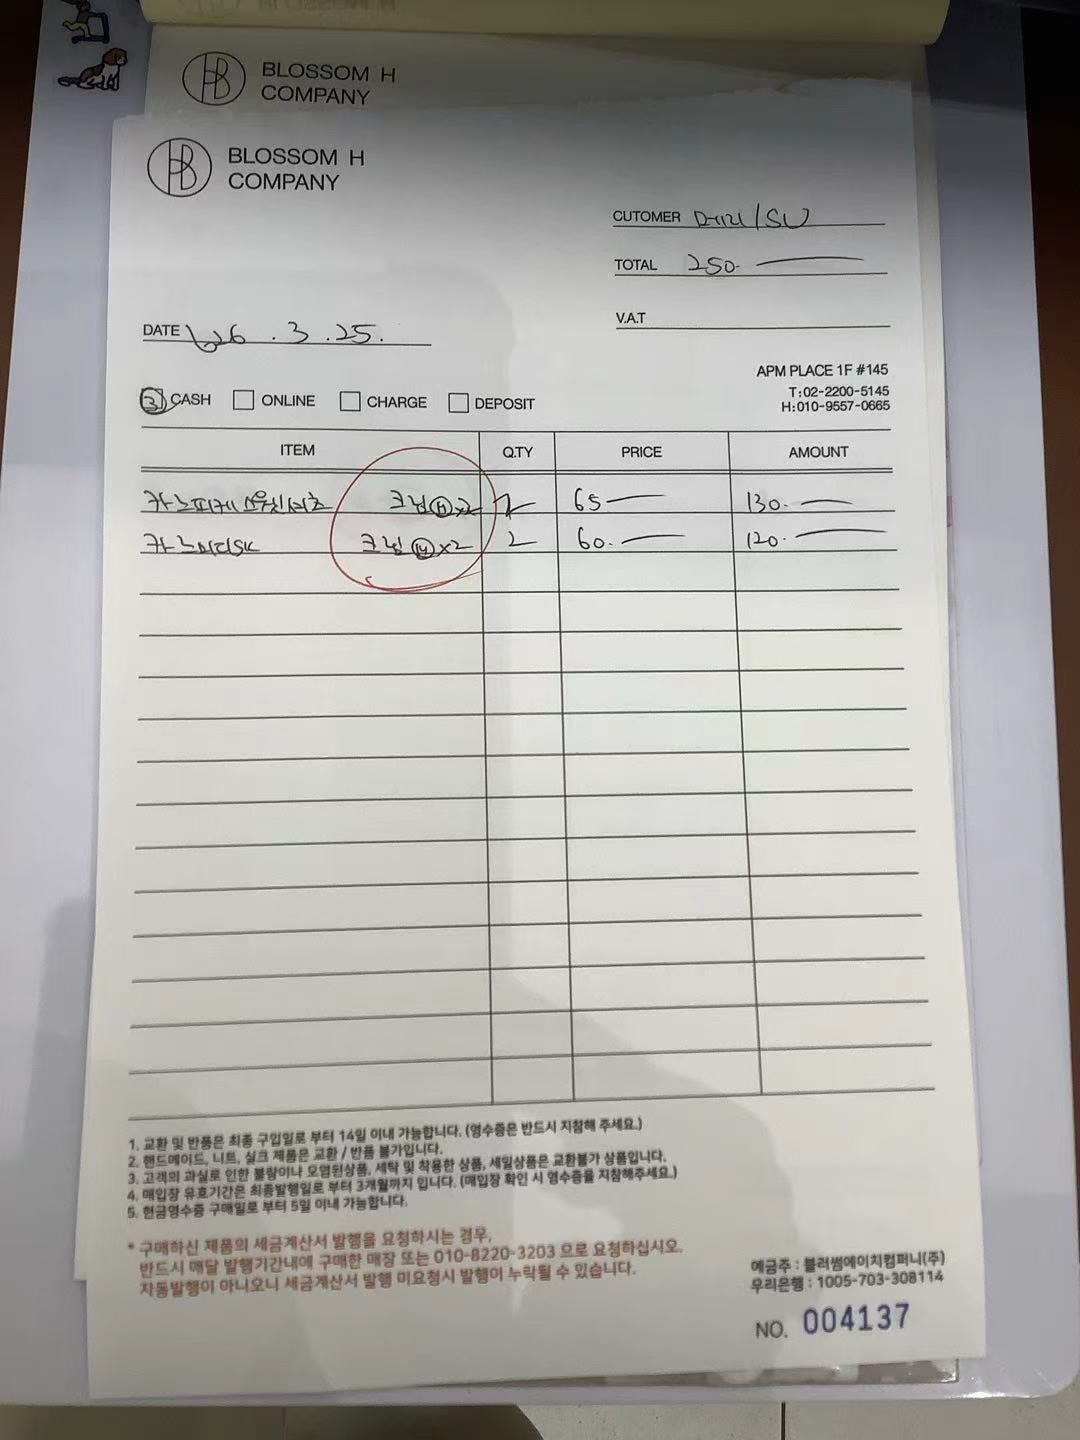 BLOSSOM H
COMPANY
BLOSSOM H
COMPANY
CUTOMER /SU
TOTAL 250.
V.A.T
DATE 26.3.25.
APM PLACE 1F #145
T:02-2200-5145
H:010-9557-0665
CASH ONLINE CHARGE DEPOSIT
ITEM Q.TY PRICE AMOUNT
x2 2 65 130.
x2 2 60. 120.
1. 교환 및 반품은 최종 구입일로 부터 14일 이내 가능합니다. (영수증은 반드시 지참해 주세요.)
2. 핸드메이드, 니트, 실크 제품은 교환 / 반품 불가입니다.
3. 고객의 과실로 인한 불량이나 오염된상품, 세탁 및 착용한 상품, 세일상품은 교환불가 상품입니다.
4. 매입장 유효기간은 최종발행일로 부터 3개월까지 입니다. (매입장 확인 시 영수증을 지참해주세요.)
5. 현금영수증 구매일로 부터 5일 이내 가능합니다.
* 구매하신 제품의 세금계산서 발행을 요청하시는 경우,
반드시 매달 발행기간내에 구매한 매장 또는 010-8220-3203 으로 요청하십시오.
자동발행이 아니오니 세금계산서 발행 미요청시 발행이 누락될 수 있습니다.
예금주 : 블러썸에이치컴퍼니(주)
우리은행 : 1005-703-308114
NO. 004137